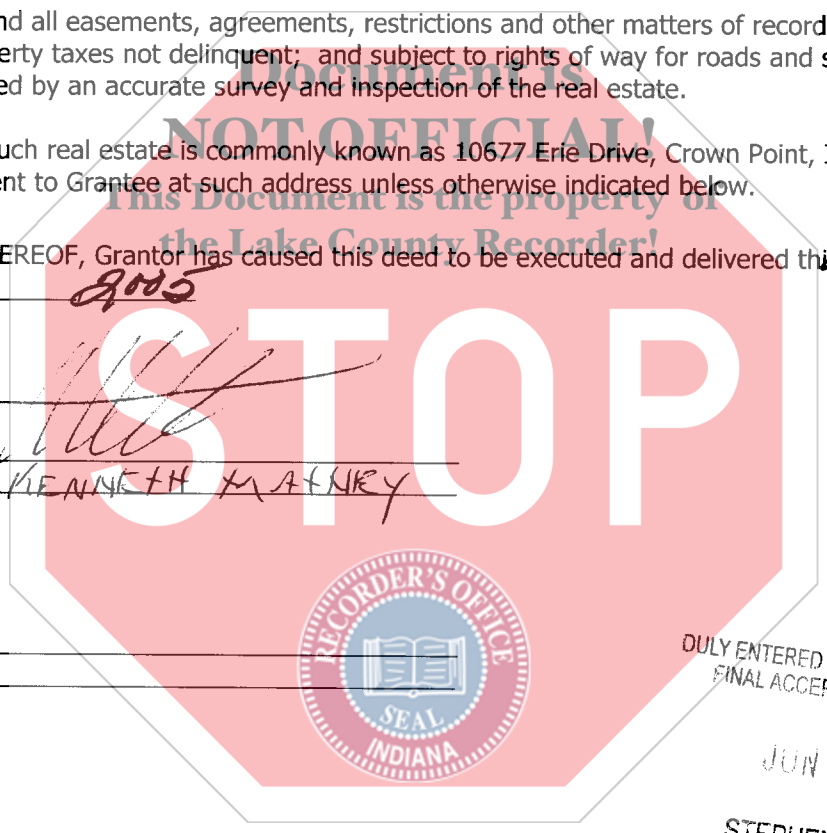 nd all easements, agreements, restrictions and other matters of record
erty taxes not delinquent; and subject to rights of way for roads and s
ed by an accurate survey and inspection of the real estate.
Document is
NOT OFFICIAL!
uch real estate is commonly known as 10677 Erie Drive, Crown Point, I
ent to Grantee at such address unless otherwise indicated below.
This Document is the property of
the Lake County Recorder!
EREOF, Grantor has caused this deed to be executed and delivered thi
2005
STOP
KENNETH MATNEY
RECORDER'S OFFICE
SEAL
INDIANA
DULY ENTERED
FINAL ACCEP
JUN
STEPHEN